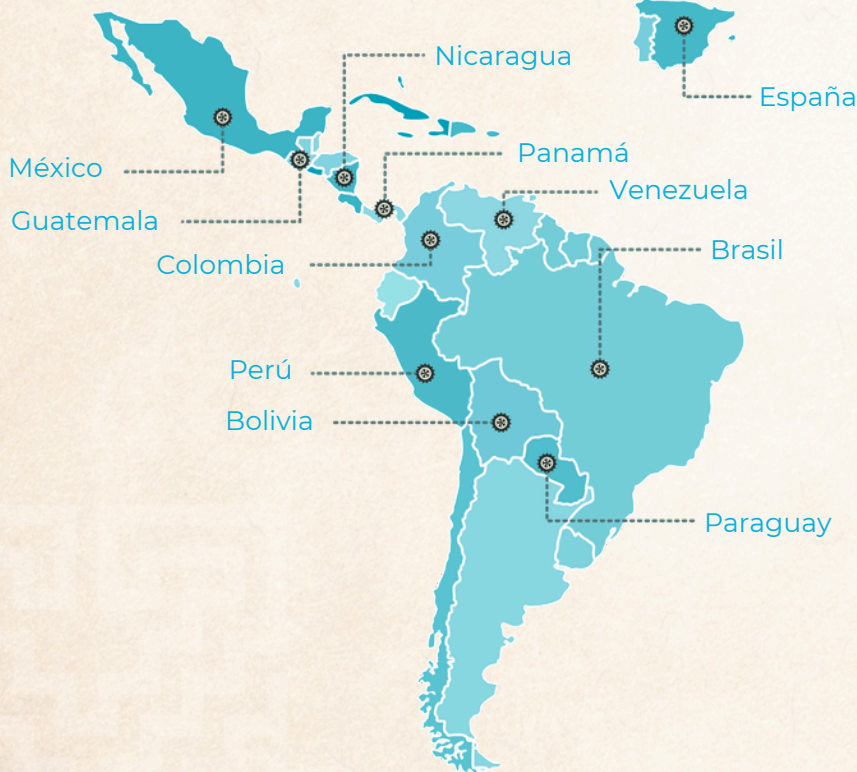 Nicaragua
España
Panamá
México
Venezuela
Guatemala
Brasil
Colombia
Perú
Bolivia
Paraguay